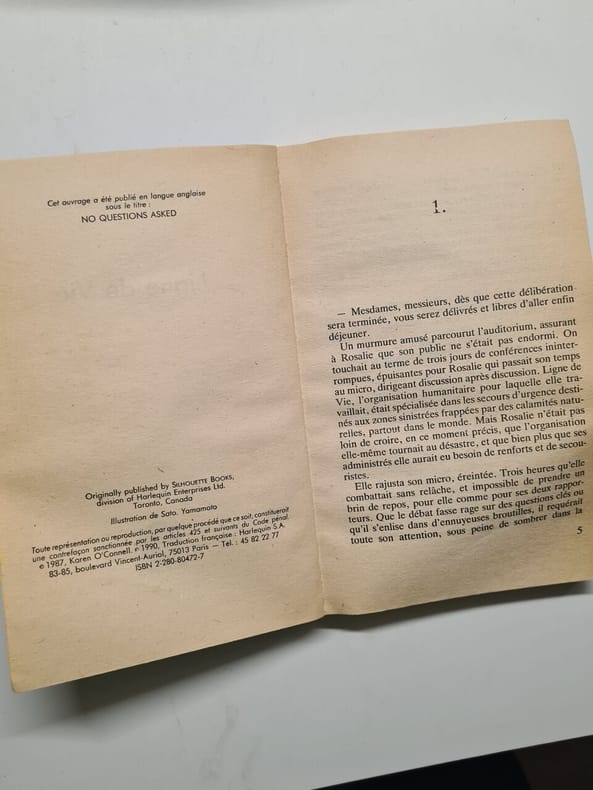 Cet ouvrage a été publié en langue anglaise
sous le titre :
NO QUESTIONS ASKED
Originally published by SILHOUETTE BOOKS,
division of Harlequin Enterprises Ltd.
Toronto, Canada
Illustration de Sato. Yamamoto
Toute représentation ou reproduction, par quelque procédé que ce soit, constituerait
une contrefaçon sanctionnée par les articles 425 et suivants du Code pénal.
© 1987, Karen O'Connell. © 1990, Traduction française : Harlequin S.A.
83-85, boulevard Vincent-Auriol, 75013 Paris — Tél. : 45 82 22 77
ISBN 2-280-80472-7
1.
— Mesdames, messieurs, dès que cette délibération
sera terminée, vous serez délivrés et libres d'aller enfin
déjeuner.
Un murmure amusé parcourut l'auditorium, assurant
à Rosalie que son public ne s'était pas endormi. On
touchait au terme de trois jours de conférences ininter-
rompues, épuisantes pour Rosalie qui passait son temps
au micro, dirigeant discussion après discussion. Ligne de
Vie, l'organisation humanitaire pour laquelle elle tra-
vaillait, était spécialisée dans les secours d'urgence desti-
nés aux zones sinistrées frappées par des calamités natu-
relles, partout dans le monde. Mais Rosalie n'était pas
loin de croire, en ce moment précis, que l'organisation
elle-même tournait au désastre, et que bien plus que ses
administrés elle aurait eu besoin de renforts et de secou-
ristes.
Elle rajusta son micro, éreintée. Trois heures qu'elle
combattait sans relâche, et impossible de prendre un
brin de repos, pour elle comme pour ses deux rappor-
teurs. Que le débat fasse rage sur des questions clés ou
qu'il s'enlise dans d'ennuyeuses broutilles, il requérait
toute son attention, sous peine de sombrer dans la
5